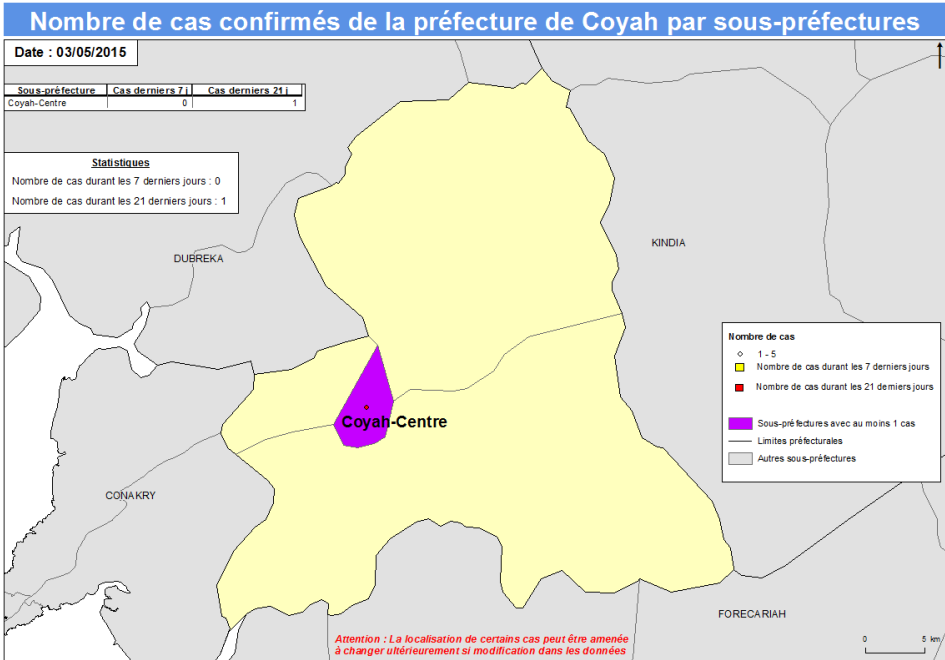 Nombre de cas confirmés de la préfecture de Coyah par sous-préfectures
Date : 03/05/2015
Sous-préfecture Cas derniers 7 j Cas derniers 21 j
Coyah-Centre 0 1
Statistiques
Nombre de cas durant les 7 derniers jours : 0
Nombre de cas durant les 21 derniers jours : 1
DUBREKA
KINDIA
Nombre de cas
1 - 5
Nombre de cas durant les 7 derniers jours
Nombre de cas durant les 21 derniers jours
Sous-préfectures avec au moins 1 cas
Limites préfecturales
Autres sous-préfectures
Coyah-Centre
CONAKRY
FORECARIAH
Attention : La localisation de certains cas peut être amenée
à changer ultérieurement si modification dans les données
0 5 km